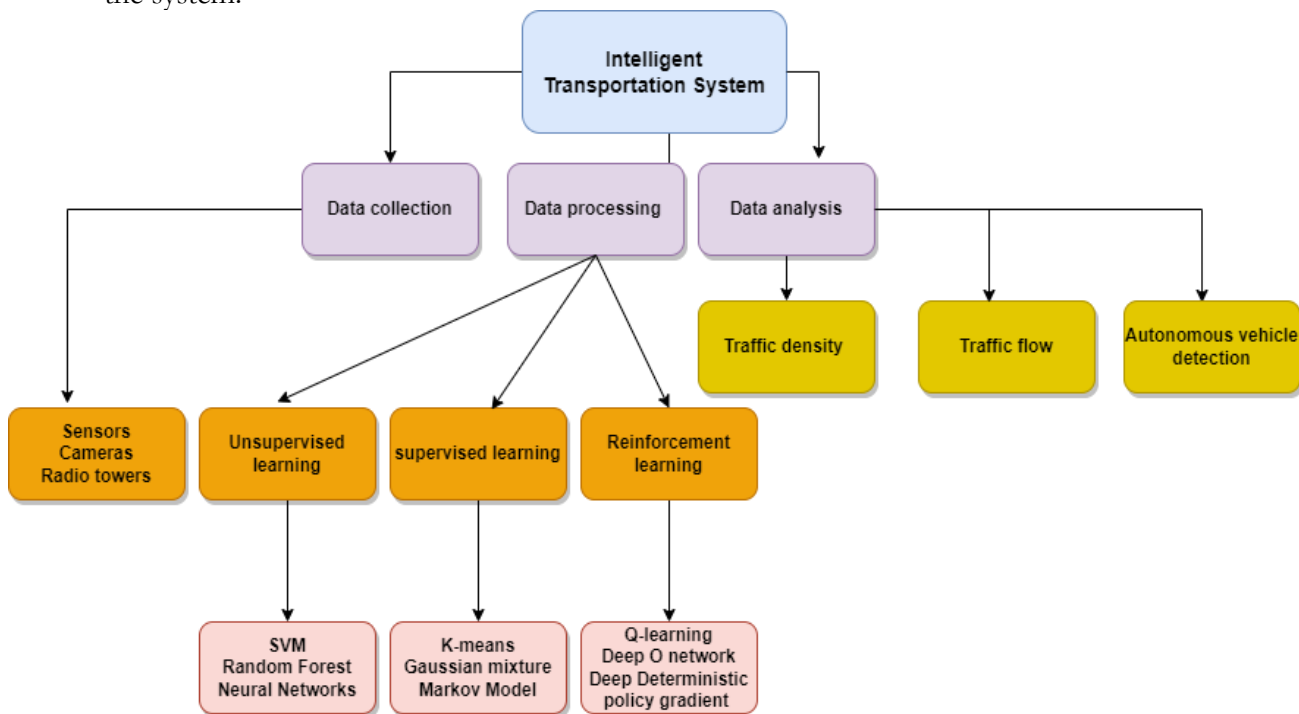 the system.
Intelligent
Transportation System
Data collection
Data processing
Data analysis
Traffic density
Traffic flow
Autonomous vehicle
detection
Sensors
Cameras
Radio towers
Unsupervised
learning
supervised learning
Reinforcement
learning
SVM
Random Forest
Neural Networks
K-means
Gaussian mixture
Markov Model
Q-learning
Deep O network
Deep Deterministic
policy gradient